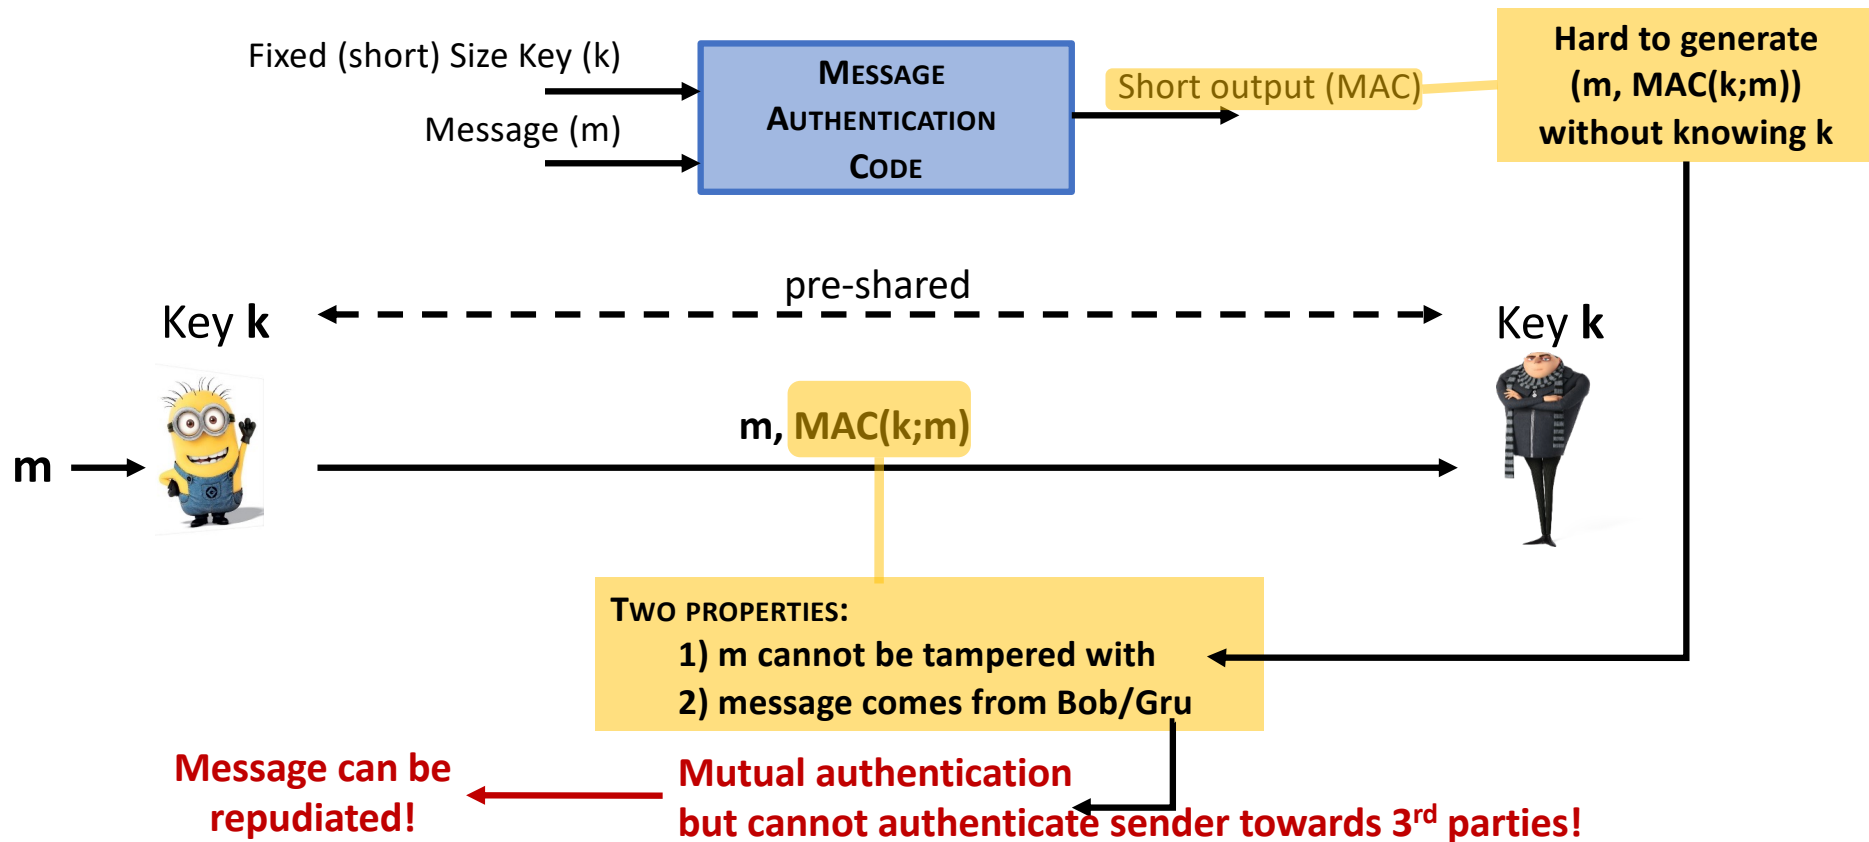 Fixed (short) Size Key (k)
Message (m)
MESSAGE
AUTHENTICATION
CODE
Short output (MAC)
Hard to generate
(m, MAC(k;m))
without knowing k
pre-shared
Key k
Key k
m
m, MAC(k;m)
TWO PROPERTIES:
1) m cannot be tampered with
2) message comes from Bob/Gru
Message can be
repudiated!
Mutual authentication
but cannot authenticate sender towards 3rd parties!